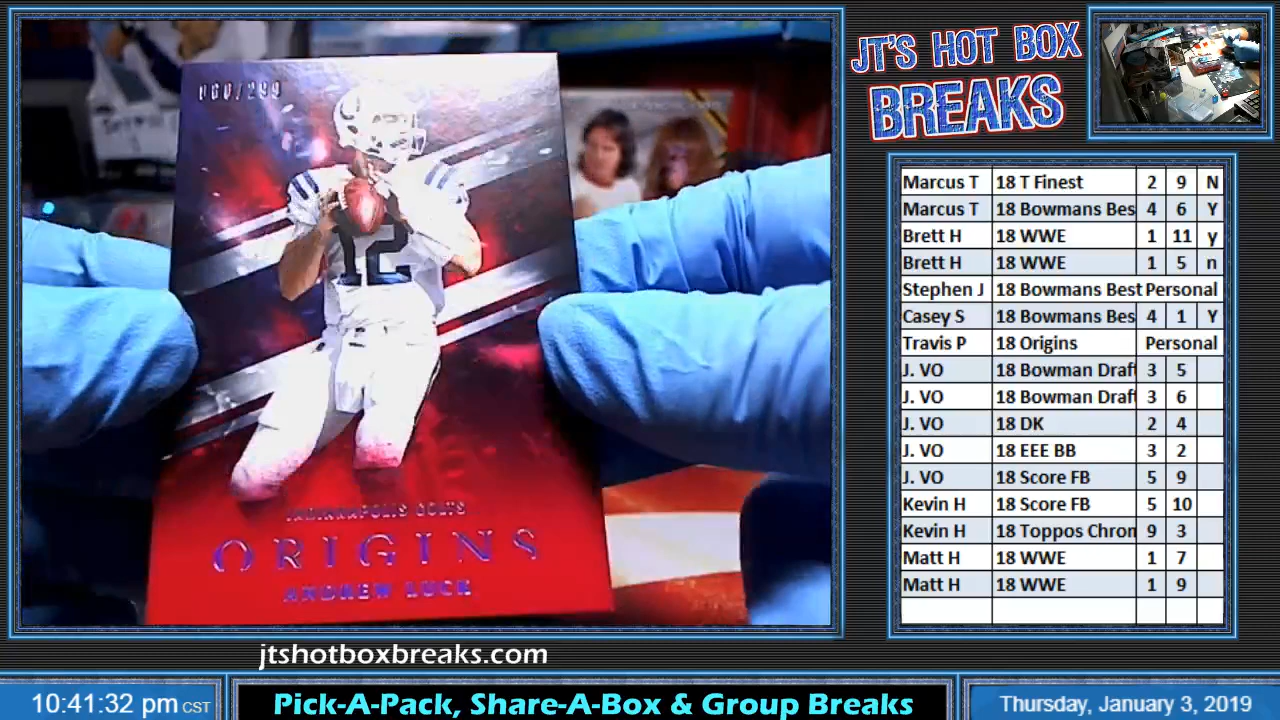 060/299
12
INDIANAPOLIS COLTS
ORIGINS
ANDREW LUCK
JT'S HOT BOX
BREAKS
Marcus T 18 T Finest 2 9 N
Marcus T 18 Bowmans Bes 4 6 Y
Brett H 18 WWE 1 11 y
Brett H 18 WWE 1 5 n
Stephen J 18 Bowmans Best Personal
Casey S 18 Bowmans Bes 4 1 Y
Travis P 18 Origins Personal
J. VO 18 Bowman Draft 3 5
J. VO 18 Bowman Draft 3 6
J. VO 18 DK 2 4
J. VO 18 EEE BB 3 2
J. VO 18 Score FB 5 9
Kevin H 18 Score FB 5 10
Kevin H 18 Toppos Chrom 9 3
Matt H 18 WWE 1 7
Matt H 18 WWE 1 9
jtshotboxbreaks.com
10:41:32 pm CST
Pick-A-Pack, Share-A-Box & Group Breaks
Thursday, January 3, 2019